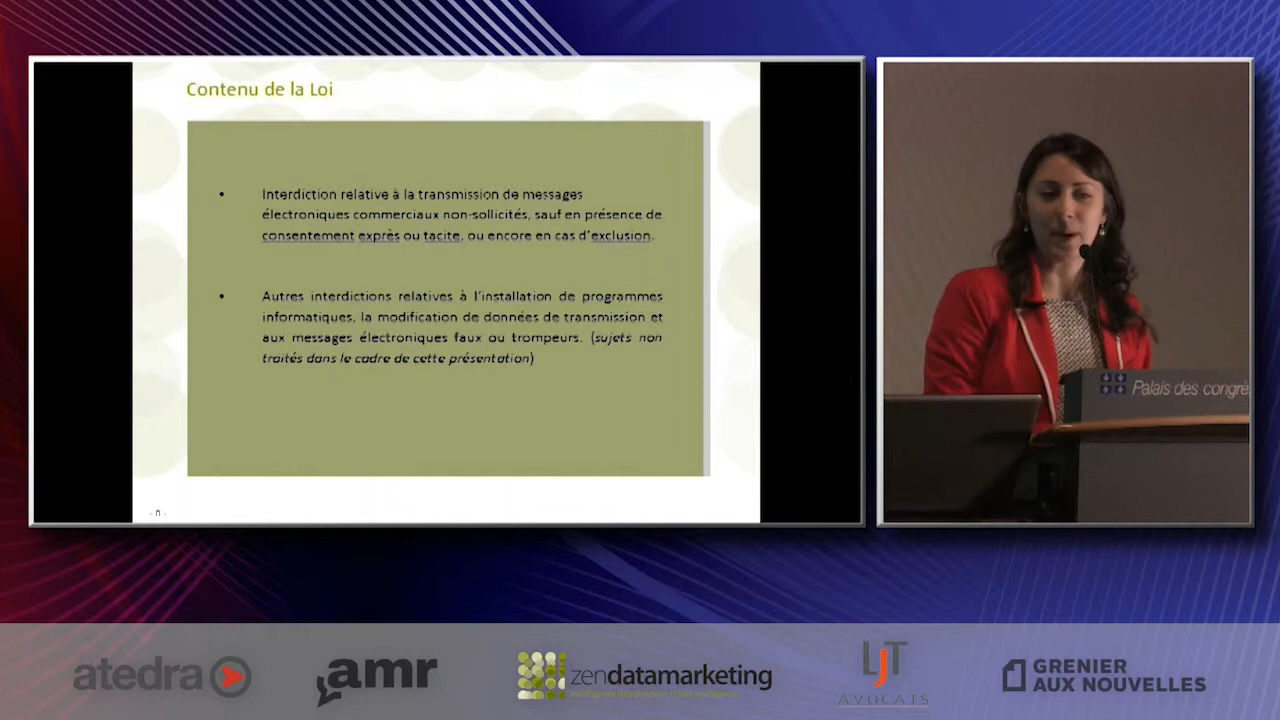 Contenu de la Loi
• Interdiction relative à la transmission de messages
électroniques commerciaux non-sollicités, sauf en présence de
consentement exprès ou tacite, ou encore en cas d'exclusion.
• Autres interdictions relatives à l'installation de programmes
informatiques, la modification de données de transmission et
aux messages électroniques faux ou trompeurs. (sujets non
traités dans le cadre de cette présentation)
Palais des congrè
atedra
amr
zendatamarketing
LJT
AVOCATS
GRENIER
AUX NOUVELLES